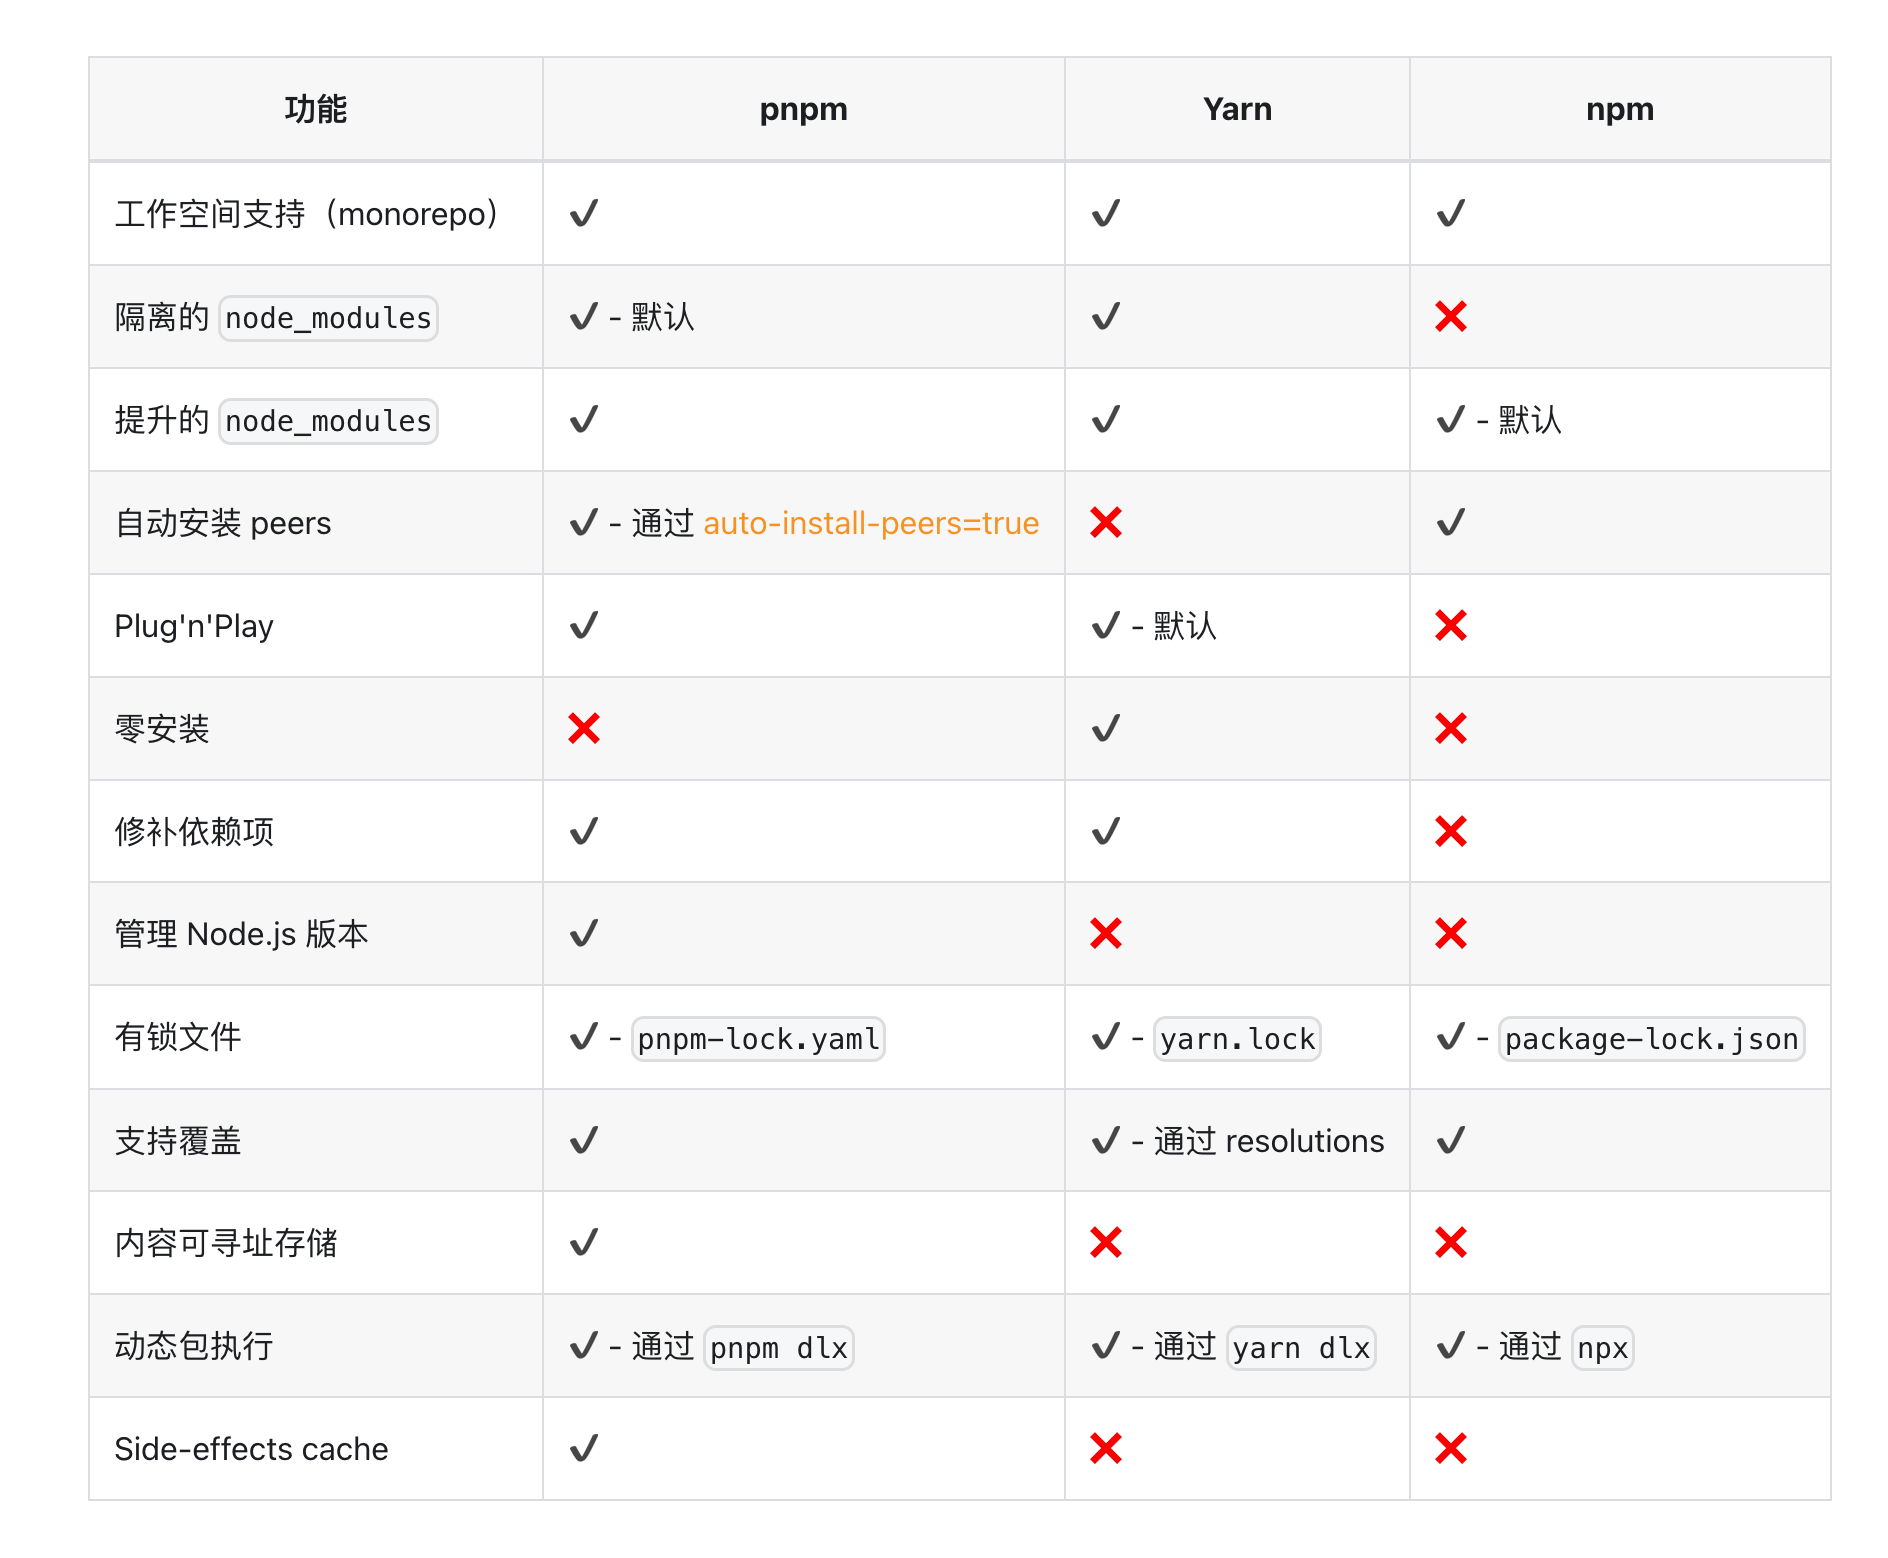 功能 pnpm Yarn npm
工作空间支持（monorepo） ✔ ✔ ✔
隔离的 node_modules ✔ - 默认 ✔ ❌
提升的 node_modules ✔ ✔ ✔ - 默认
自动安装 peers ✔ - 通过 auto-install-peers=true ❌ ✔
Plug'n'Play ✔ ✔ - 默认 ❌
零安装 ❌ ✔ ❌
修补依赖项 ✔ ✔ ❌
管理 Node.js 版本 ✔ ❌ ❌
有锁文件 ✔ - pnpm-lock.yaml ✔ - yarn.lock ✔ - package-lock.json
支持覆盖 ✔ ✔ - 通过 resolutions ✔
内容可寻址存储 ✔ ❌ ❌
动态包执行 ✔ - 通过 pnpm dlx ✔ - 通过 yarn dlx ✔ - 通过 npx
Side-effects cache ✔ ❌ ❌